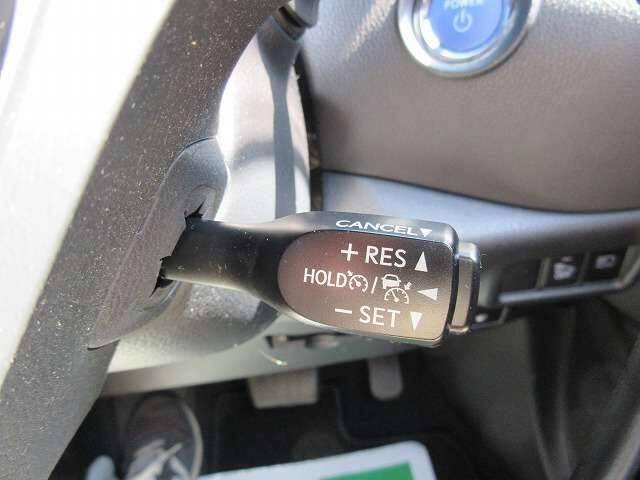 POWER
CANCEL▼
+ RES ▲
HOLD / ◀
− SET ▼